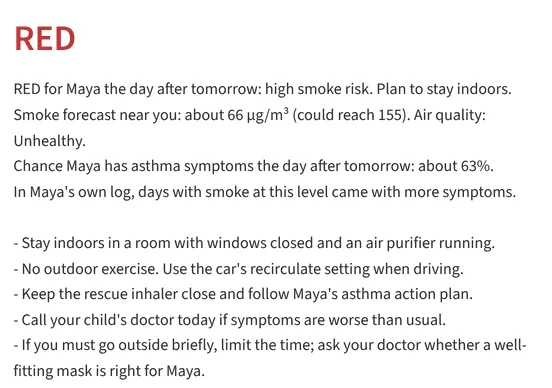 RED
RED for Maya the day after tomorrow: high smoke risk. Plan to stay indoors.
Smoke forecast near you: about 66 µg/m³ (could reach 155). Air quality:
Unhealthy.
Chance Maya has asthma symptoms the day after tomorrow: about 63%.
In Maya's own log, days with smoke at this level came with more symptoms.
- Stay indoors in a room with windows closed and an air purifier running.
- No outdoor exercise. Use the car's recirculate setting when driving.
- Keep the rescue inhaler close and follow Maya's asthma action plan.
- Call your child's doctor today if symptoms are worse than usual.
- If you must go outside briefly, limit the time; ask your doctor whether a well-
fitting mask is right for Maya.